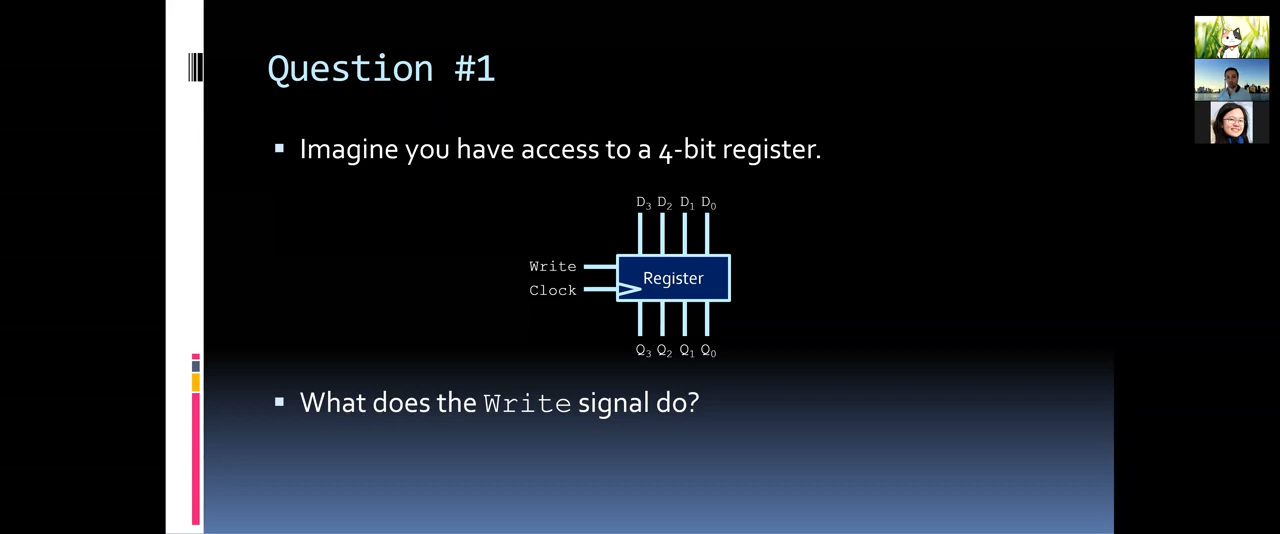 Question #1
Imagine you have access to a 4-bit register.
D3 D2 D1 D0
Write
Register
Clock
Q3 Q2 Q1 Q0
What does the Write signal do?